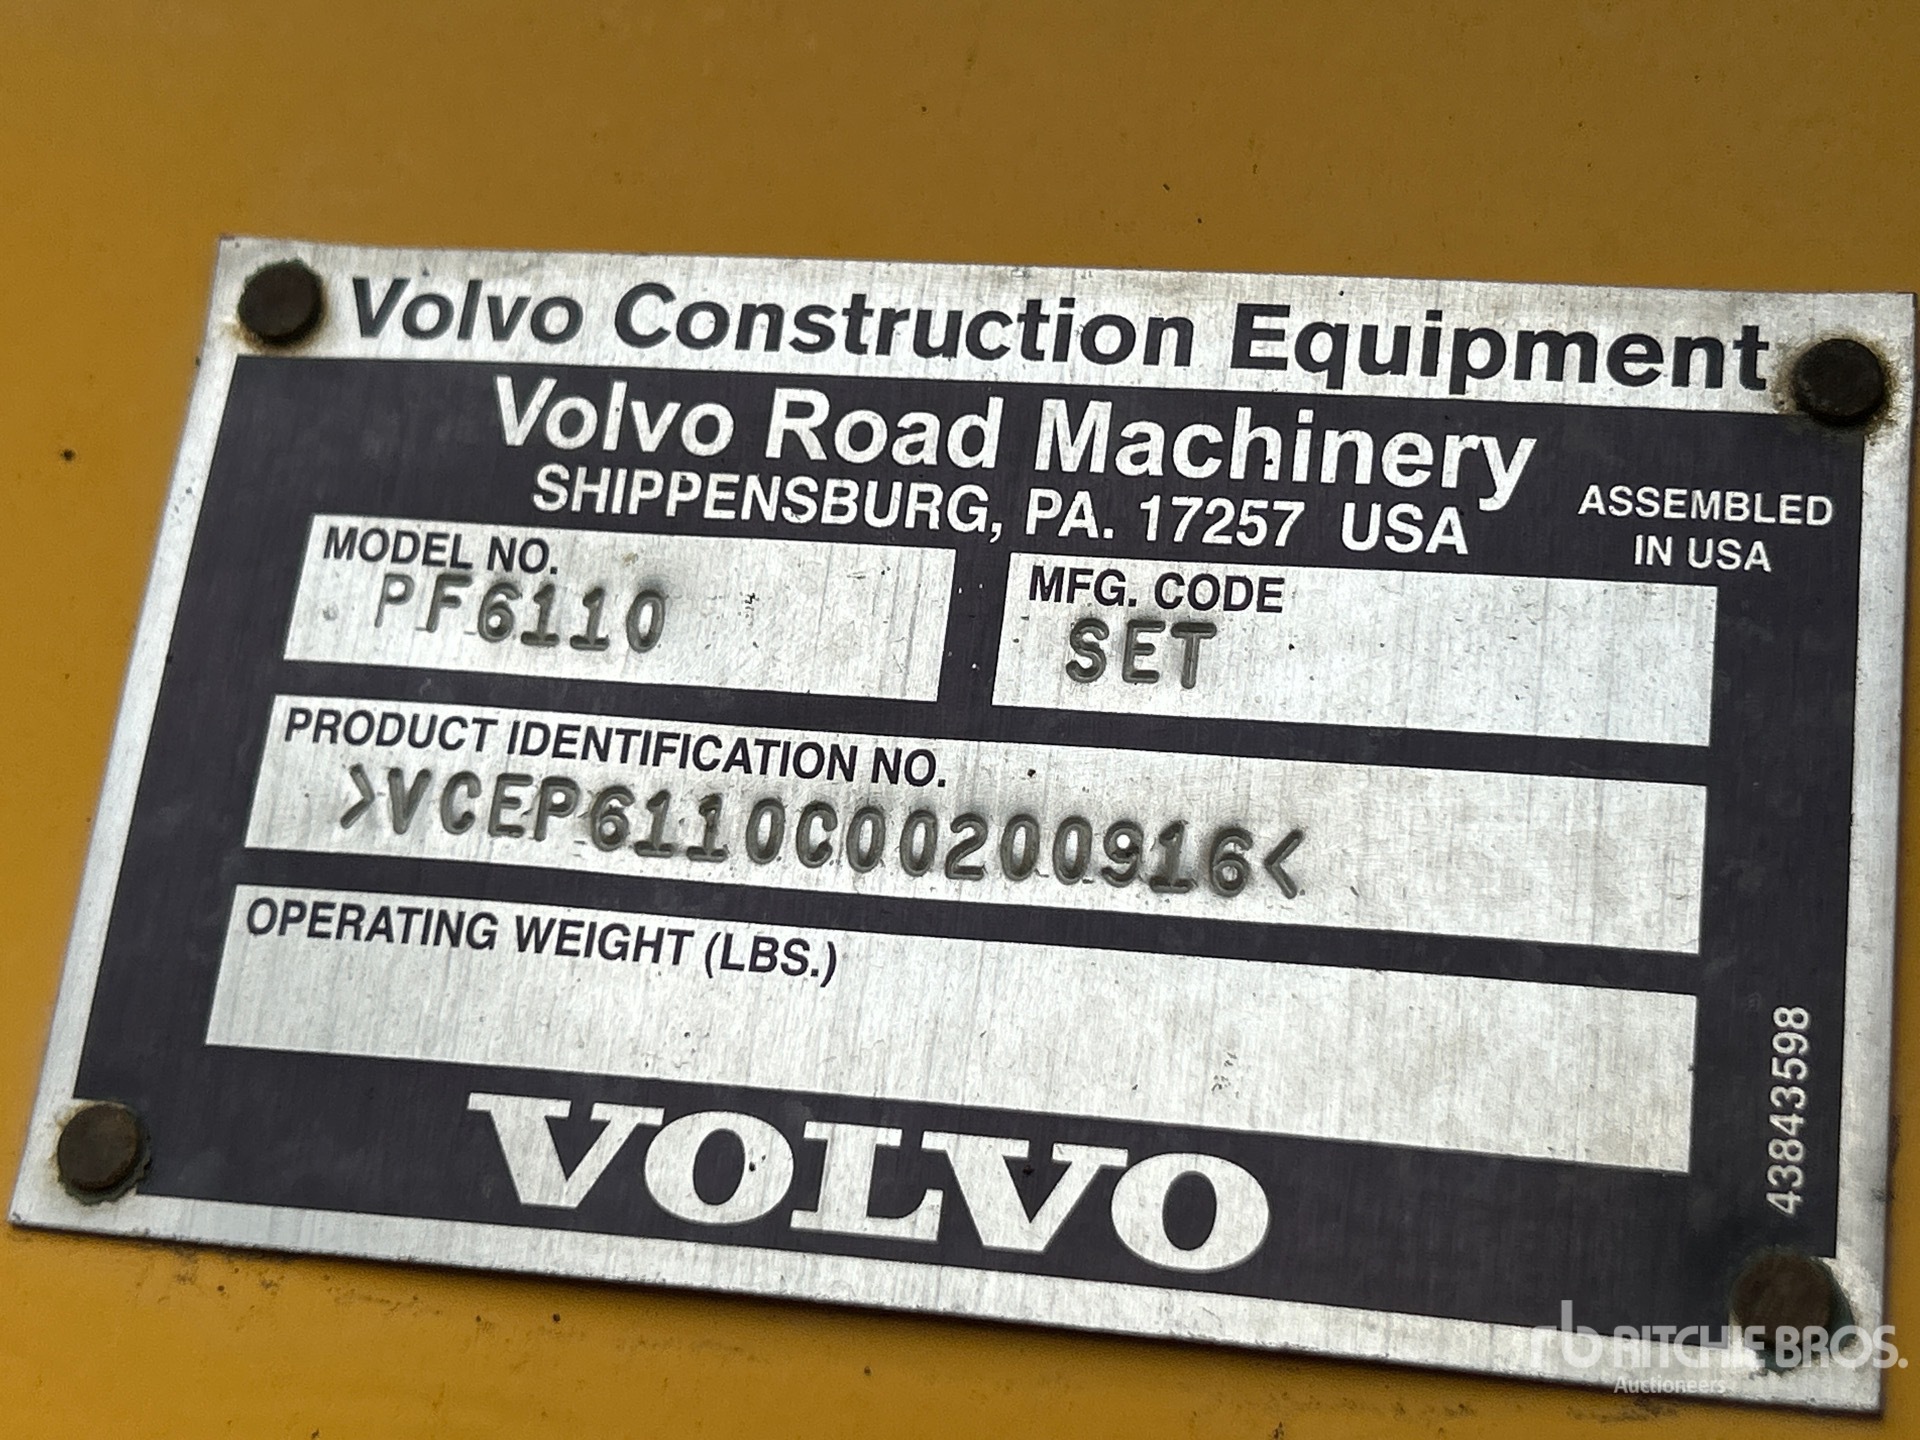 Volvo Construction Equipment
Volvo Road Machinery
SHIPPENSBURG, PA. 17257 USA
ASSEMBLED
IN USA
MODEL NO.
PF6110
MFG. CODE
SET
PRODUCT IDENTIFICATION NO.
>VCEP6110C00200916<
OPERATING WEIGHT (LBS.)
43843598
VOLVO
rb RITCHIE BROS.
Auctioneers